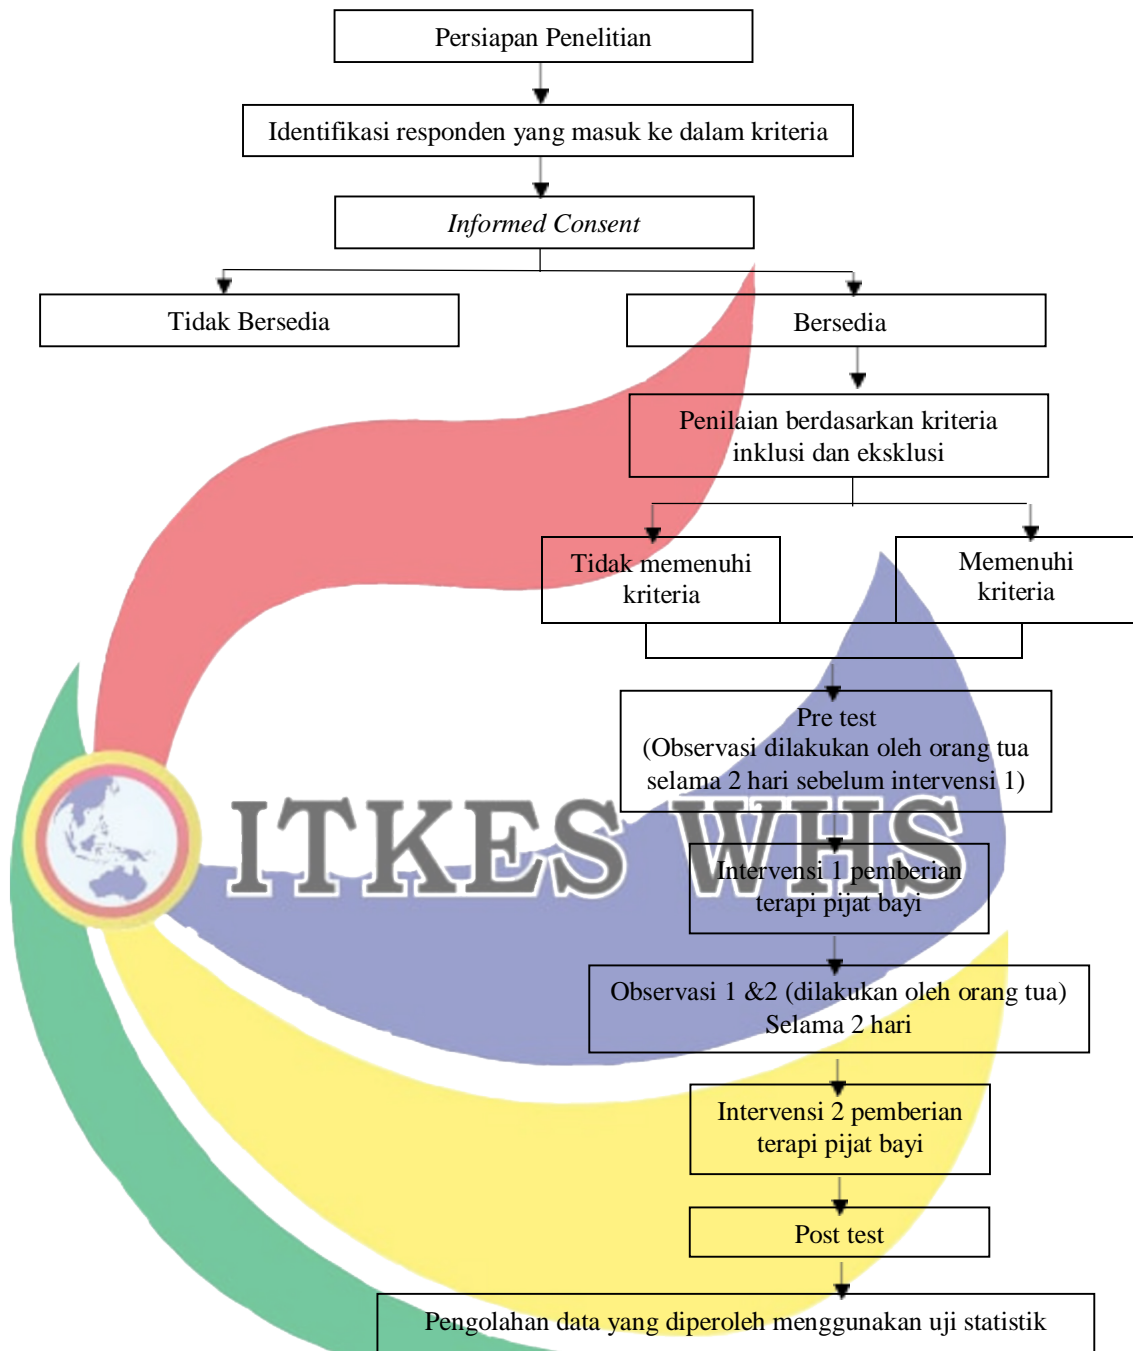 Persiapan Penelitian
Identifikasi responden yang masuk ke dalam kriteria
Informed Consent
Tidak Bersedia
Bersedia
Penilaian berdasarkan kriteria
inklusi dan eksklusi
Tidak memenuhi
kriteria
Memenuhi
kriteria
Pre test
(Observasi dilakukan oleh orang tua
selama 2 hari sebelum intervensi 1)
ITKES WHS
Intervensi 1 pemberian
terapi pijat bayi
Observasi 1 &2 (dilakukan oleh orang tua)
Selama 2 hari
Intervensi 2 pemberian
terapi pijat bayi
Post test
Pengolahan data yang diperoleh menggunakan uji statistik